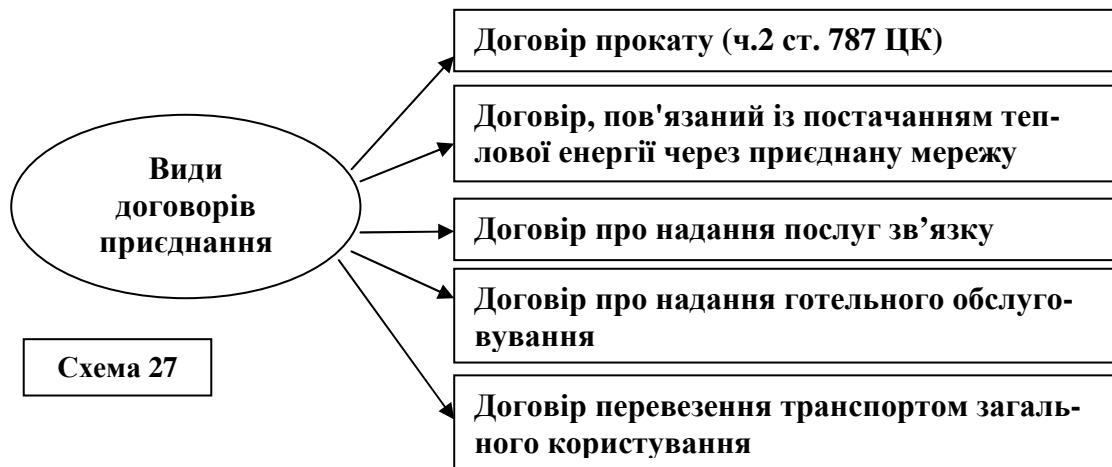 Договір прокату (ч.2 ст. 787 ЦК)
Договір, пов'язаний із постачанням теп-
лової енергії через приєднану мережу
Види
договорів
приєднання
Договір про надання послуг зв’язку
Договір про надання готельного обслуго-
вування
Схема 27
Договір перевезення транспортом загаль-
ного користування